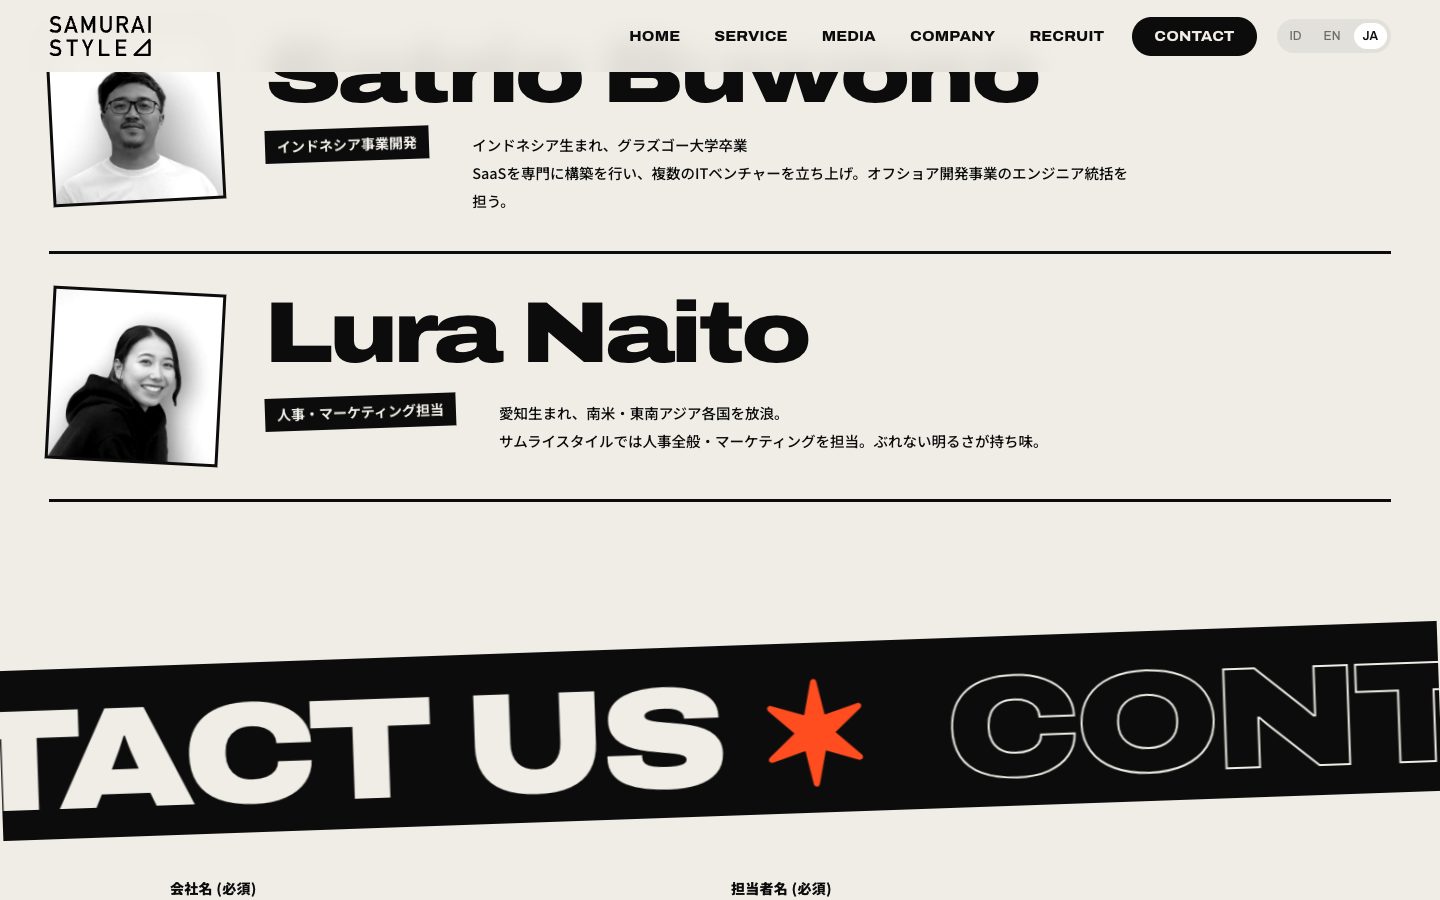 SAMURAI
STYLE
HOME SERVICE MEDIA COMPANY RECRUIT CONTACT ID EN JA
Satrio Buwono
インドネシア事業開発
インドネシア生まれ、グラズゴー大学卒業
SaaSを専門に構築を行い、複数のITベンチャーを立ち上げ。オフショア開発事業のエンジニア統括を
担う。
Lura Naito
人事・マーケティング担当
愛知生まれ、南米・東南アジア各国を放浪。
サムライスタイルでは人事全般・マーケティングを担当。ぶれない明るさが持ち味。
TACT US CONT
会社名 (必須)
担当者名 (必須)